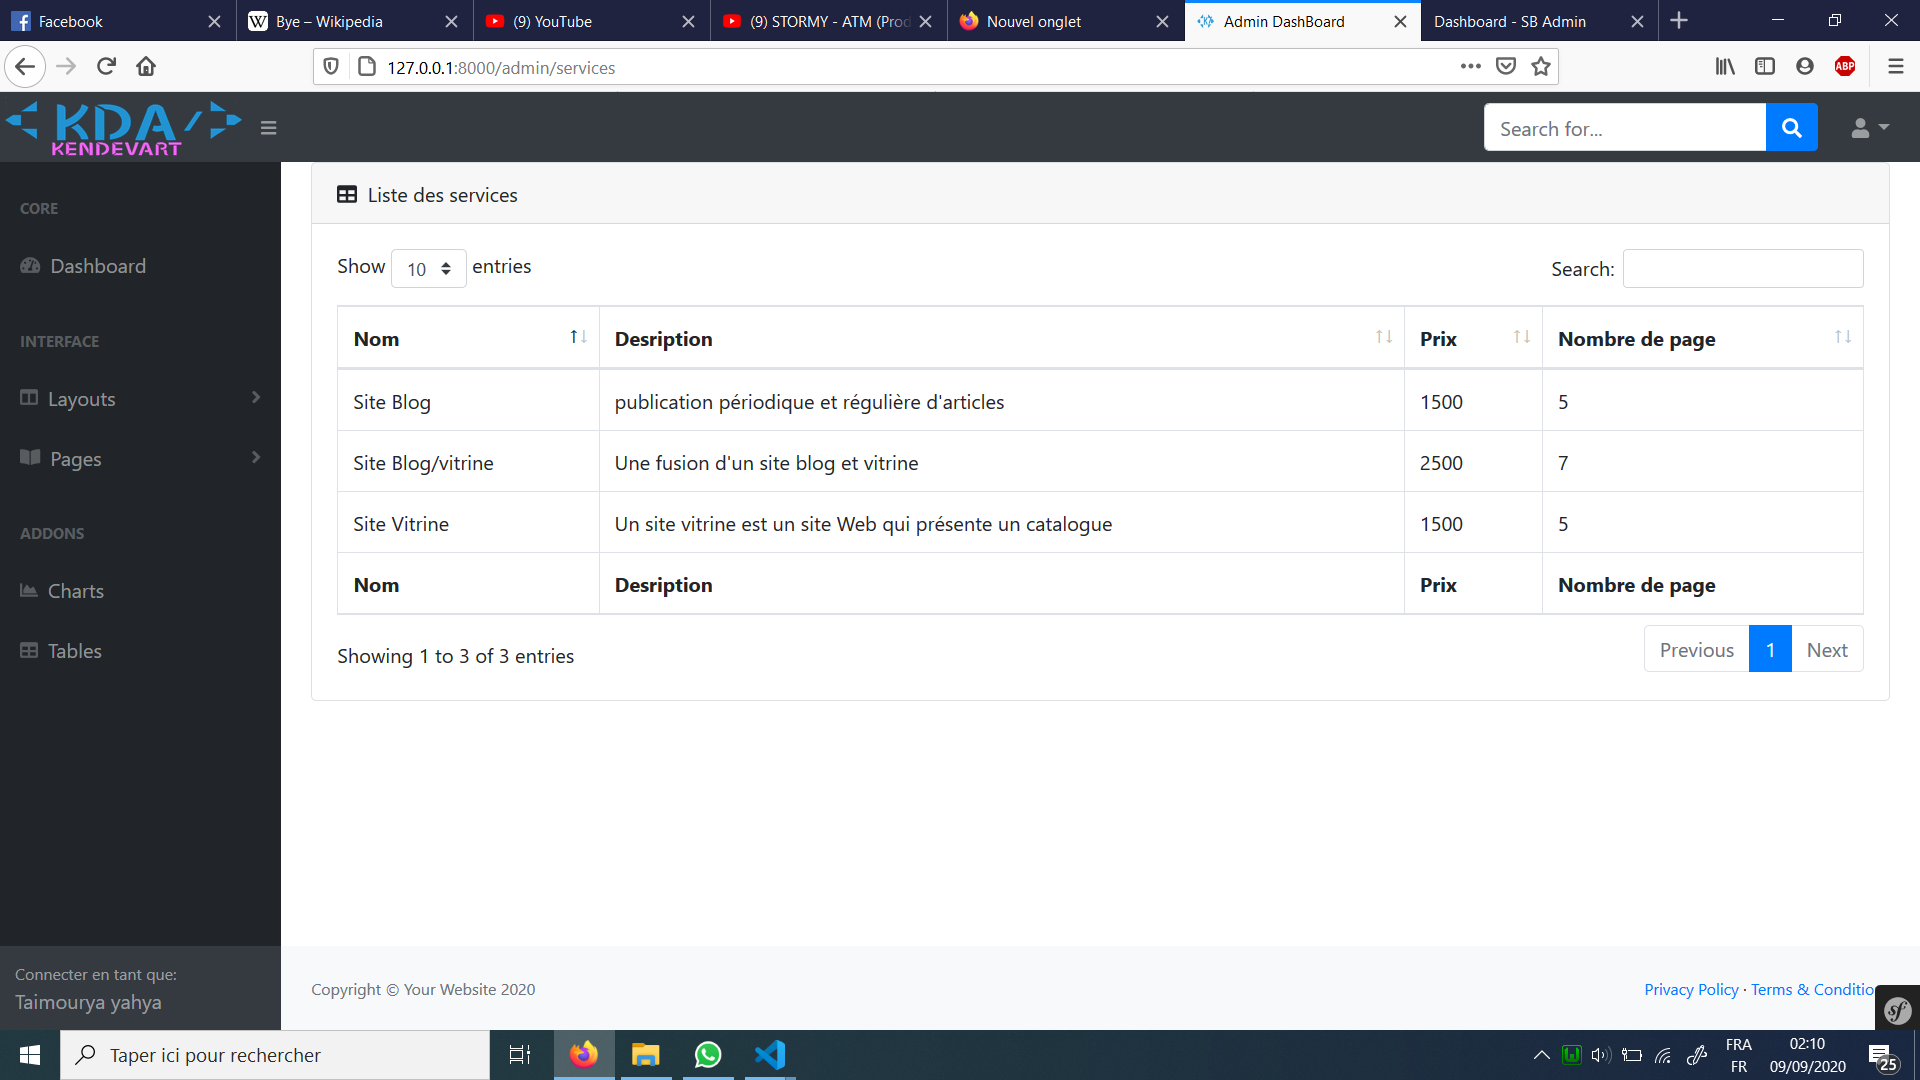 Facebook
Bye – Wikipedia
(9) YouTube
(9) STORMY - ATM (Prod
Nouvel onglet
Admin DashBoard
Dashboard - SB Admin
127.0.0.1:8000/admin/services
ABP
KDA
KENDEVART
Search for...
CORE
Dashboard
INTERFACE
Layouts
Pages
ADDONS
Charts
Tables
Connecter en tant que:
Taimourya yahya
Liste des services
Show 10 entries
Search:
Nom Desription Prix Nombre de page
Site Blog publication périodique et régulière d'articles 1500 5
Site Blog/vitrine Une fusion d'un site blog et vitrine 2500 7
Site Vitrine Un site vitrine est un site Web qui présente un catalogue 1500 5
Nom Desription Prix Nombre de page
Showing 1 to 3 of 3 entries
Previous 1 Next
Copyright © Your Website 2020
Privacy Policy · Terms & Conditio
sf
Taper ici pour rechercher
FRA
FR
02:10
09/09/2020
25